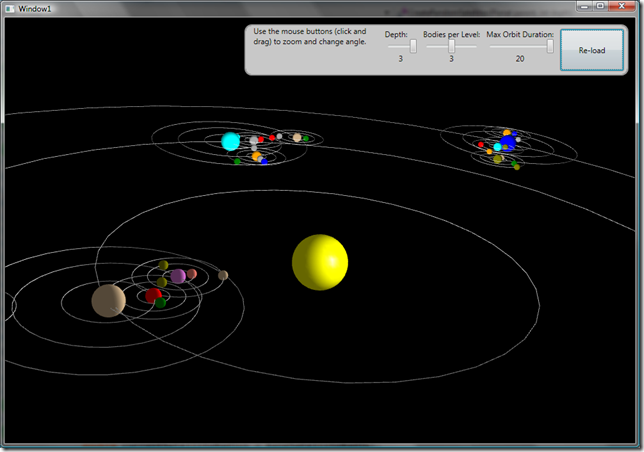 Window1
Use the mouse buttons (click and
drag) to zoom and change angle.
Depth:
3
Bodies per Level:
3
Max Orbit Duration:
20
Re-load